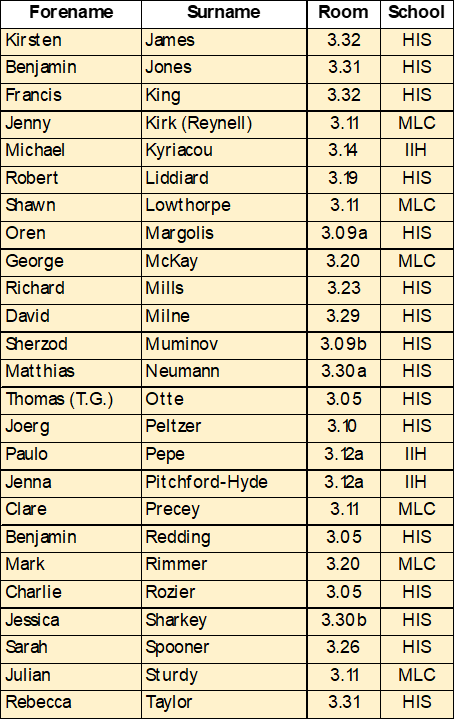 Forename Surname Room School
Kirsten James 3.32 HIS
Benjamin Jones 3.31 HIS
Francis King 3.32 HIS
Jenny Kirk (Reynell) 3.11 MLC
Michael Kyriacou 3.14 IIH
Robert Liddiard 3.19 HIS
Shawn Lowthorpe 3.11 MLC
Oren Margolis 3.09a HIS
George McKay 3.20 MLC
Richard Mills 3.23 HIS
David Milne 3.29 HIS
Sherzod Muminov 3.09b HIS
Matthias Neumann 3.30a HIS
Thomas (T.G.) Otte 3.05 HIS
Joerg Peltzer 3.10 HIS
Paulo Pepe 3.12a IIH
Jenna Pitchford-Hyde 3.12a IIH
Clare Precey 3.11 MLC
Benjamin Redding 3.05 HIS
Mark Rimmer 3.20 MLC
Charlie Rozier 3.05 HIS
Jessica Sharkey 3.30b HIS
Sarah Spooner 3.26 HIS
Julian Sturdy 3.11 MLC
Rebecca Taylor 3.31 HIS